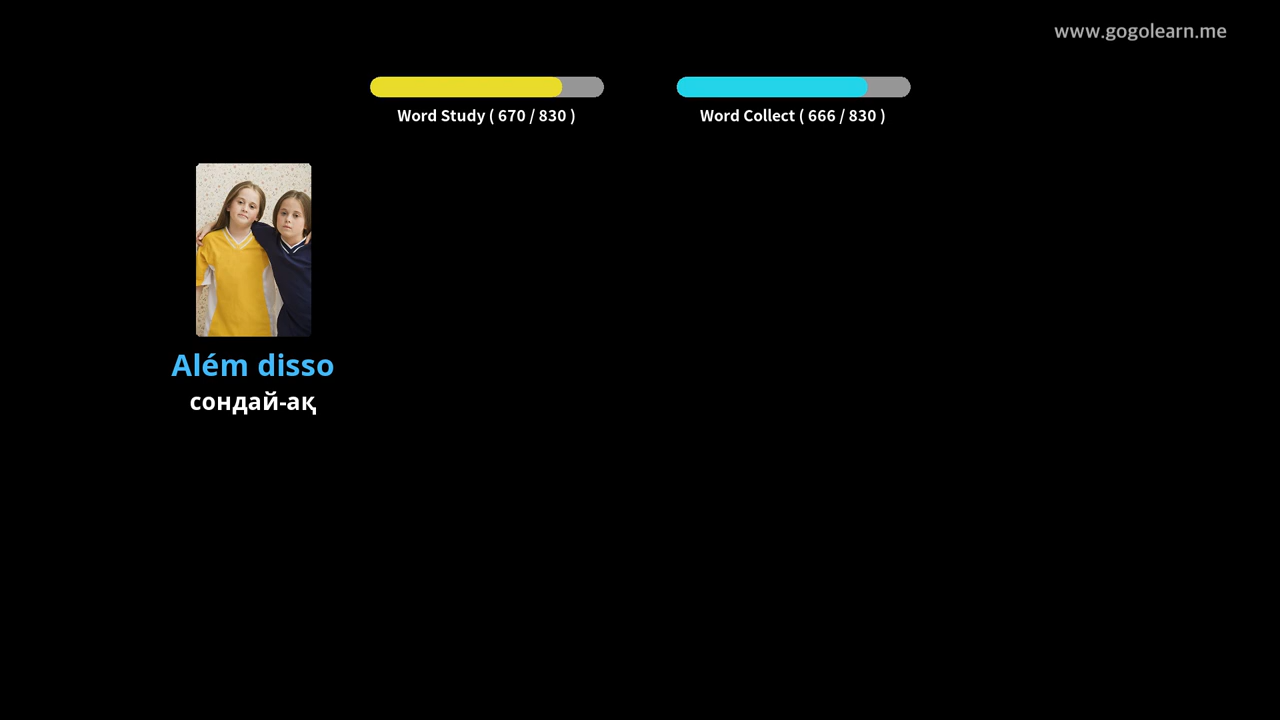 www.gogolearn.me
Word Study ( 670 / 830 )
Word Collect ( 666 / 830 )
Além disso
сондай-ақ